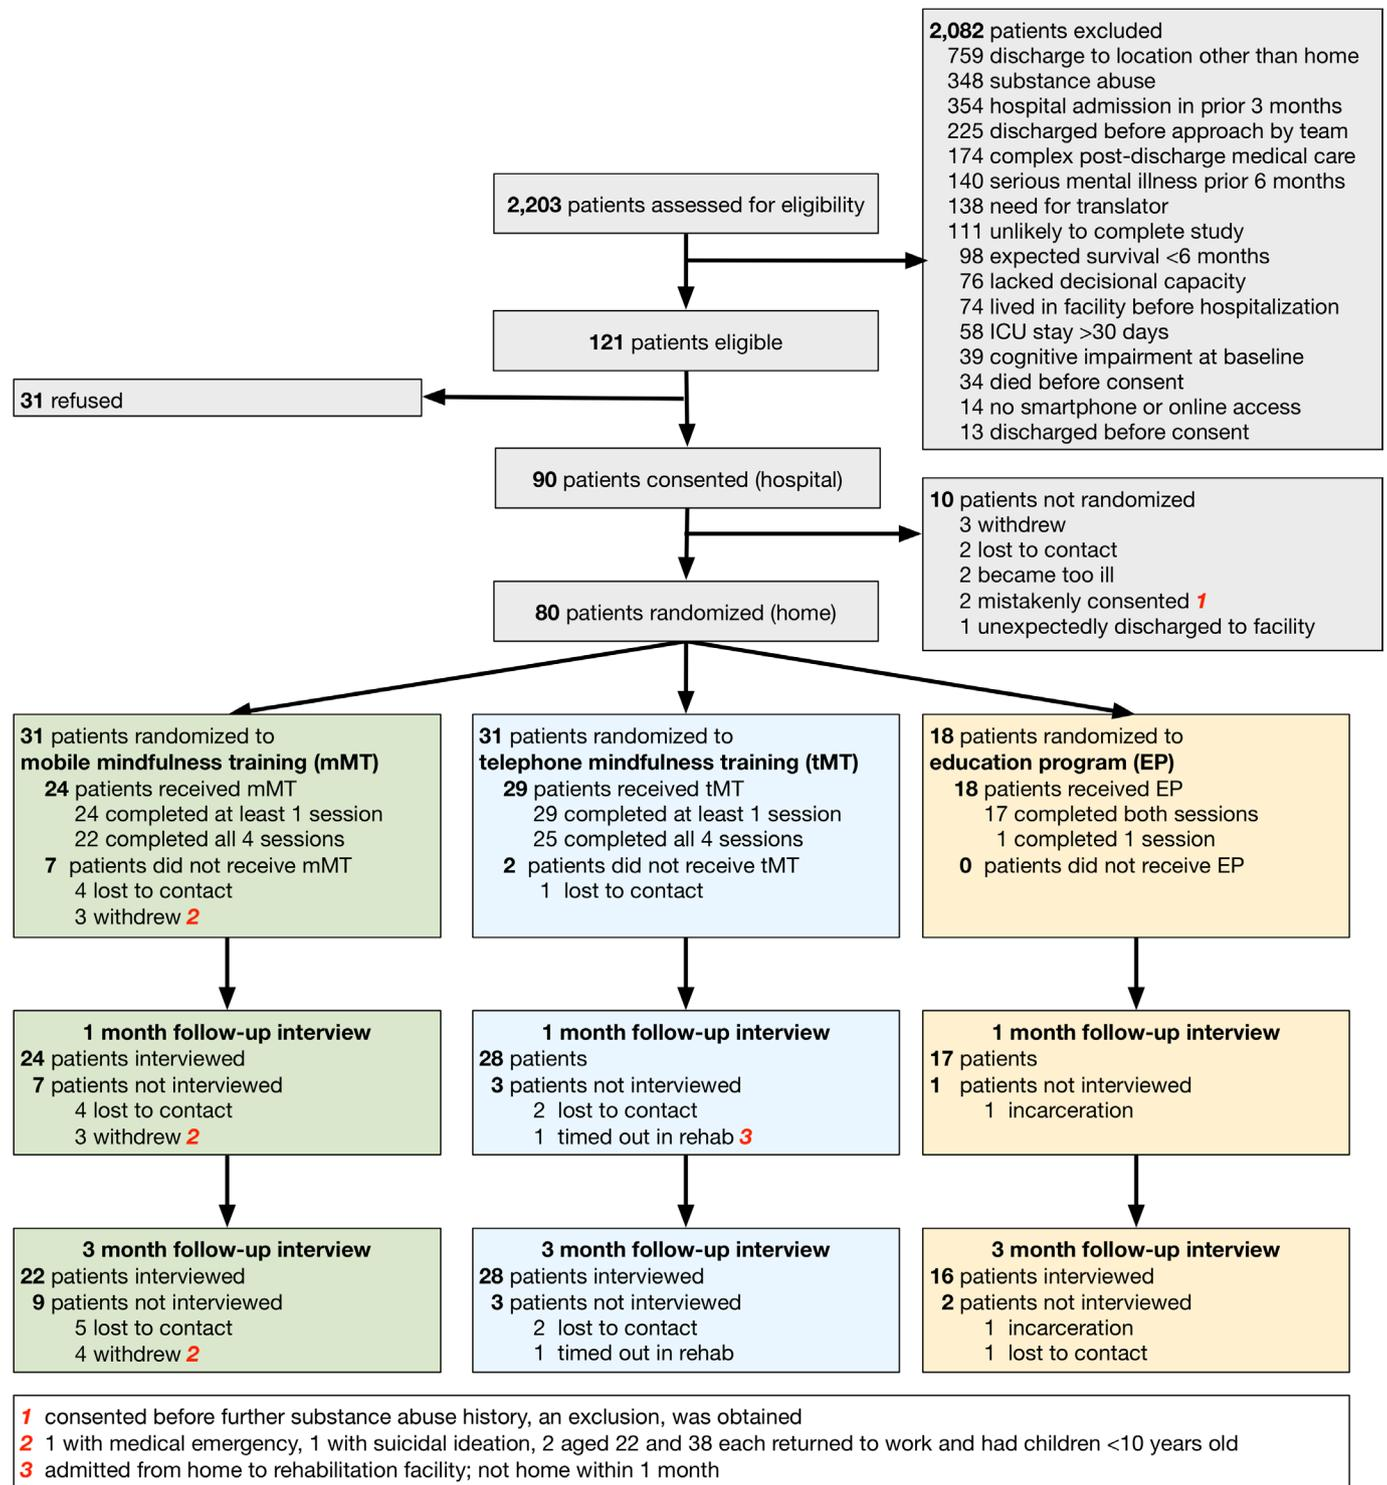 2,082 patients excluded
759 discharge to location other than home
348 substance abuse
354 hospital admission in prior 3 months
225 discharged before approach by team
174 complex post-discharge medical care
140 serious mental illness prior 6 months
138 need for translator
111 unlikely to complete study
98 expected survival <6 months
76 lacked decisional capacity
74 lived in facility before hospitalization
58 ICU stay >30 days
39 cognitive impairment at baseline
34 died before consent
14 no smartphone or online access
13 discharged before consent
2,203 patients assessed for eligibility
121 patients eligible
31 refused
90 patients consented (hospital)
10 patients not randomized
3 withdrew
2 lost to contact
2 became too ill
2 mistakenly consented 1
1 unexpectedly discharged to facility
80 patients randomized (home)
31 patients randomized to
mobile mindfulness training (mMT)
24 patients received mMT
24 completed at least 1 session
22 completed all 4 sessions
7 patients did not receive mMT
4 lost to contact
3 withdrew 2
31 patients randomized to
telephone mindfulness training (tMT)
29 patients received tMT
29 completed at least 1 session
25 completed all 4 sessions
2 patients did not receive tMT
1 lost to contact
18 patients randomized to
education program (EP)
18 patients received EP
17 completed both sessions
1 completed 1 session
0 patients did not receive EP
1 month follow-up interview
24 patients interviewed
7 patients not interviewed
4 lost to contact
3 withdrew 2
1 month follow-up interview
28 patients
3 patients not interviewed
2 lost to contact
1 timed out in rehab 3
1 month follow-up interview
17 patients
1 patients not interviewed
1 incarceration
3 month follow-up interview
22 patients interviewed
9 patients not interviewed
5 lost to contact
4 withdrew 2
3 month follow-up interview
28 patients interviewed
3 patients not interviewed
2 lost to contact
1 timed out in rehab
3 month follow-up interview
16 patients interviewed
2 patients not interviewed
1 incarceration
1 lost to contact
1 consented before further substance abuse history, an exclusion, was obtained
2 1 with medical emergency, 1 with suicidal ideation, 2 aged 22 and 38 each returned to work and had children <10 years old
3 admitted from home to rehabilitation facility; not home within 1 month